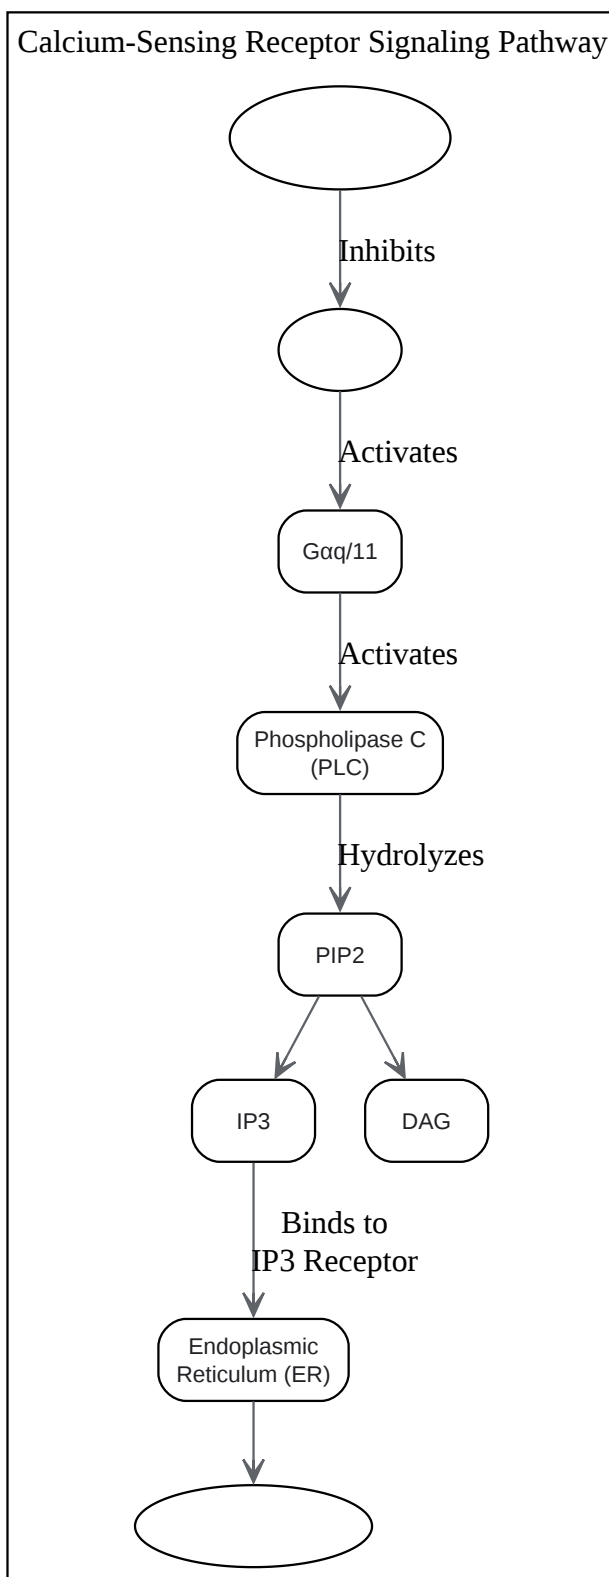 Calcium-Sensing Receptor Signaling Pathway
Inhibits
Activates
Gαq/11
Activates
Phospholipase C
(PLC)
Hydrolyzes
PIP2
IP3
DAG
Binds to
IP3 Receptor
Endoplasmic
Reticulum (ER)